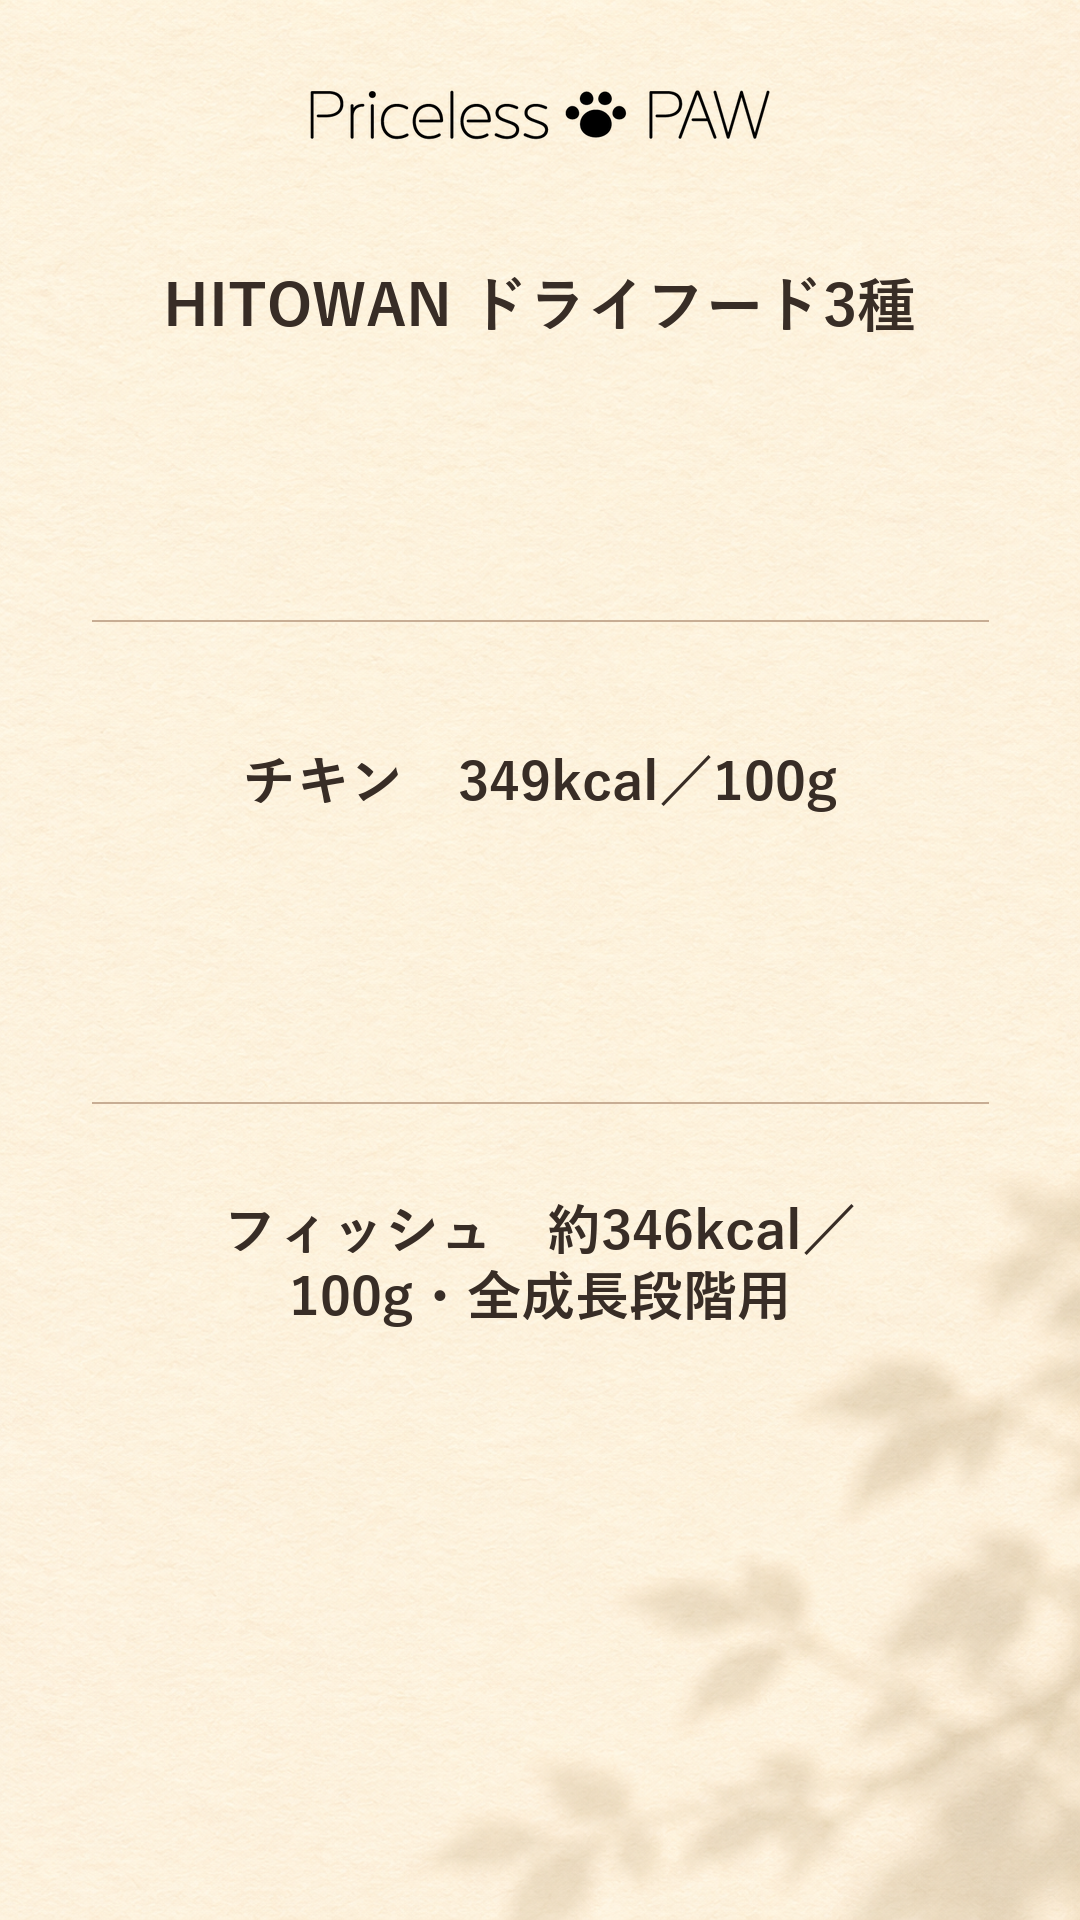 Priceless PAW
HITOWAN ドライフード3種
チキン　349kcal／100g
フィッシュ　約346kcal／
100g・全成長段階用